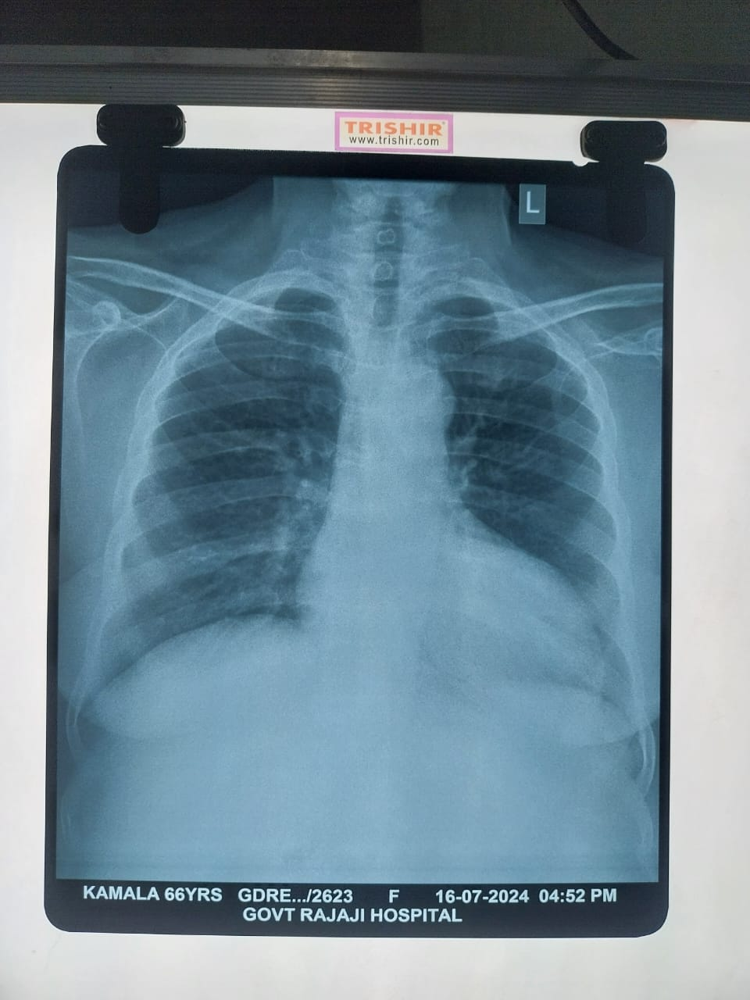 TRISHIR
www.trishir.com
L
KAMALA 66YRS GDRE.../2623 F 16-07-2024 04:52 PM
GOVT RAJAJI HOSPITAL